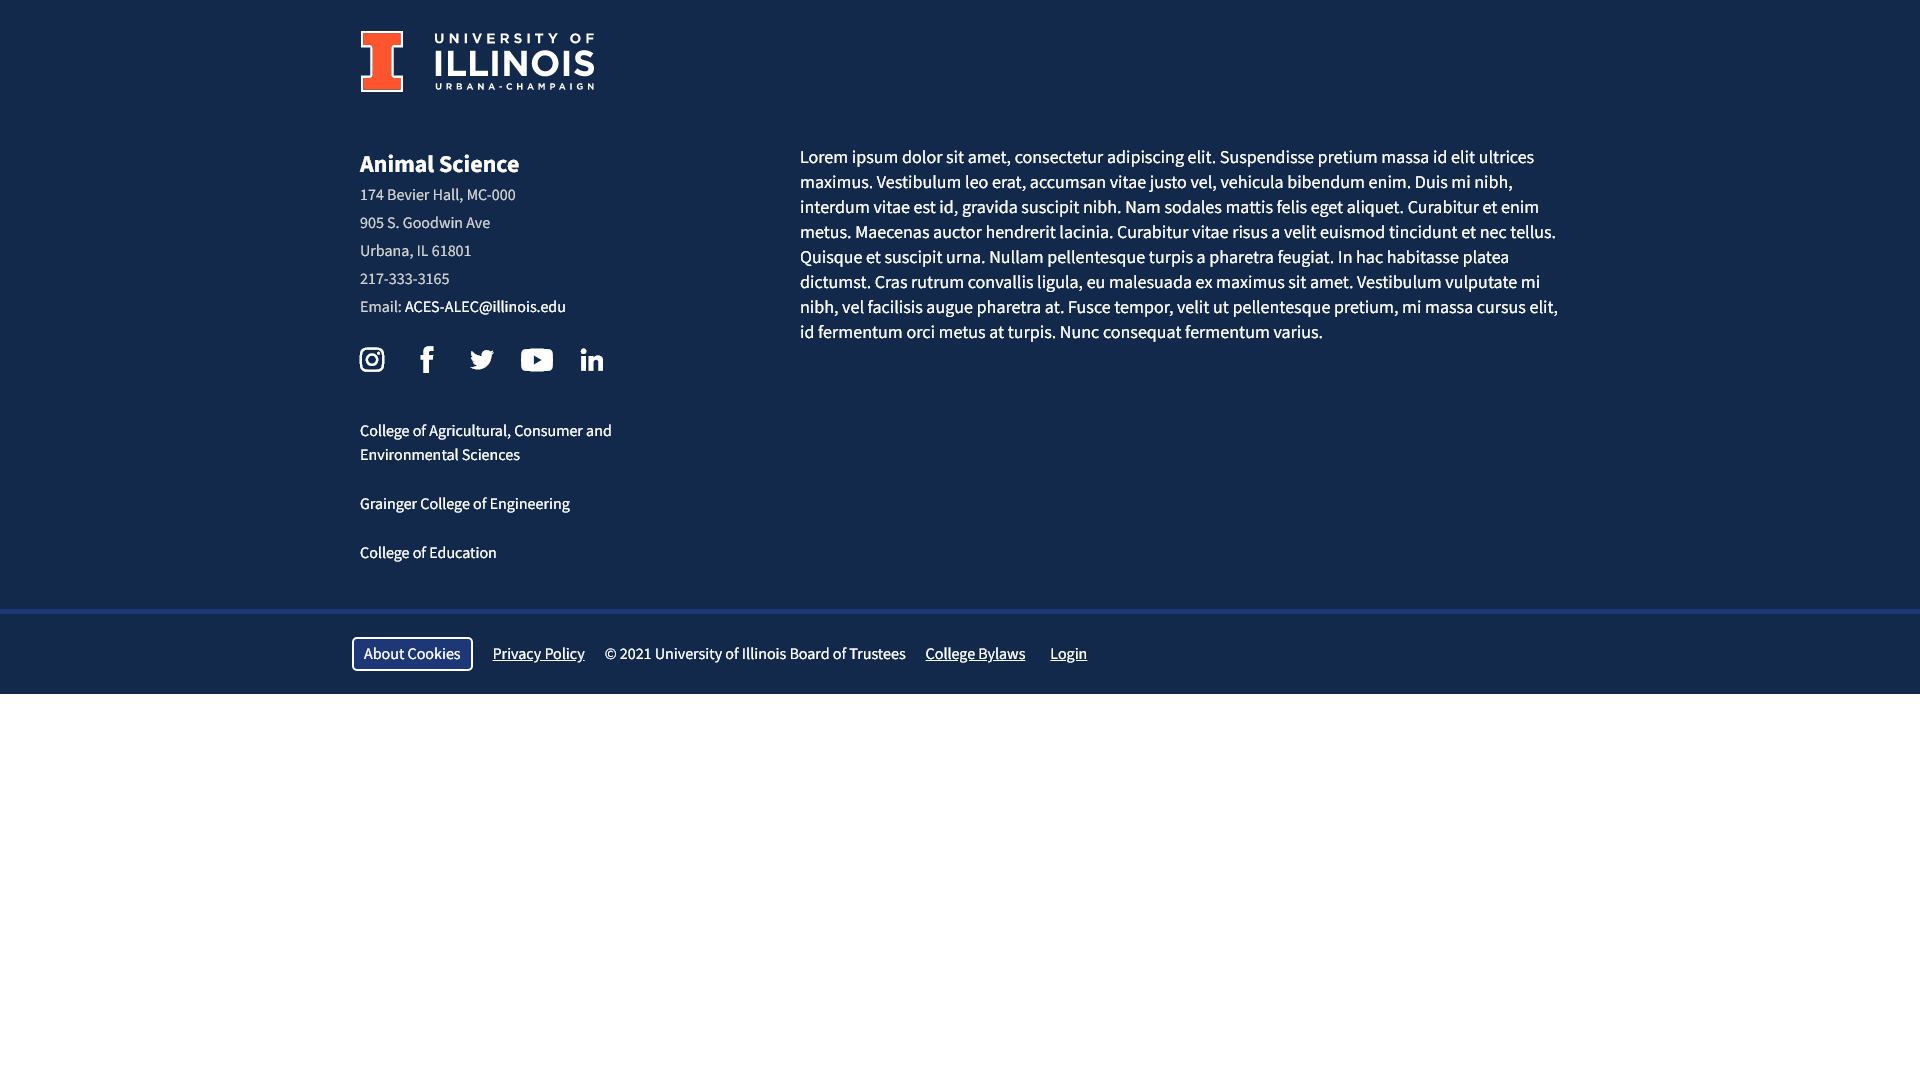 UNIVERSITY OF
ILLINOIS
URBANA-CHAMPAIGN
Animal Science
174 Bevier Hall, MC-000
905 S. Goodwin Ave
Urbana, IL 61801
217-333-3165
Email: ACES-ALEC@illinois.edu
College of Agricultural, Consumer and
Environmental Sciences
Grainger College of Engineering
College of Education
Lorem ipsum dolor sit amet, consectetur adipiscing elit. Suspendisse pretium massa id elit ultrices
maximus. Vestibulum leo erat, accumsan vitae justo vel, vehicula bibendum enim. Duis mi nibh,
interdum vitae est id, gravida suscipit nibh. Nam sodales mattis felis eget aliquet. Curabitur et enim
metus. Maecenas auctor hendrerit lacinia. Curabitur vitae risus a velit euismod tincidunt et nec tellus.
Quisque et suscipit urna. Nullam pellentesque turpis a pharetra feugiat. In hac habitasse platea
dictumst. Cras rutrum convallis ligula, eu malesuada ex maximus sit amet. Vestibulum vulputate mi
nibh, vel facilisis augue pharetra at. Fusce tempor, velit ut pellentesque pretium, mi massa cursus elit,
id fermentum orci metus at turpis. Nunc consequat fermentum varius.
About Cookies Privacy Policy © 2021 University of Illinois Board of Trustees College Bylaws Login